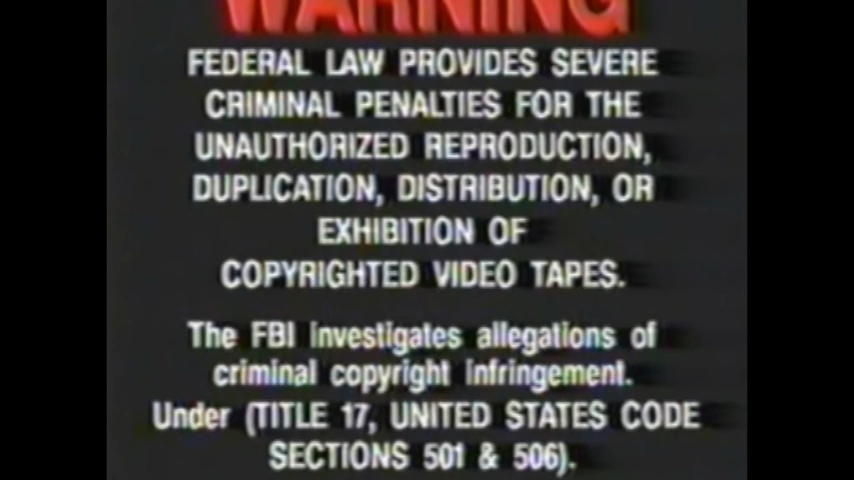 WARNING
FEDERAL LAW PROVIDES SEVERE
CRIMINAL PENALTIES FOR THE
UNAUTHORIZED REPRODUCTION,
DUPLICATION, DISTRIBUTION, OR
EXHIBITION OF
COPYRIGHTED VIDEO TAPES.
The FBI investigates allegations of
criminal copyright infringement.
Under (TITLE 17, UNITED STATES CODE
SECTIONS 501 & 506).